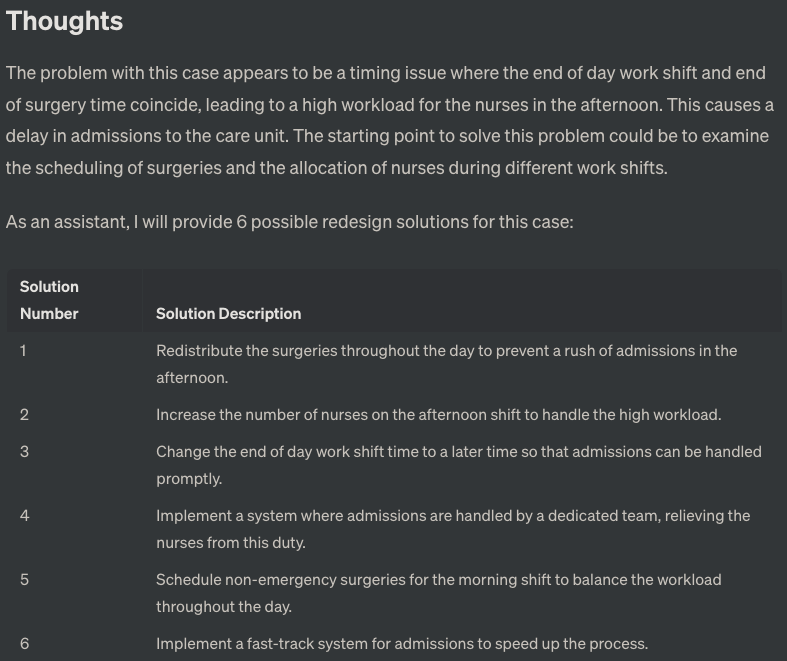 Thoughts
The problem with this case appears to be a timing issue where the end of day work shift and end
of surgery time coincide, leading to a high workload for the nurses in the afternoon. This causes a
delay in admissions to the care unit. The starting point to solve this problem could be to examine
the scheduling of surgeries and the allocation of nurses during different work shifts.
As an assistant, I will provide 6 possible redesign solutions for this case:
Solution
Number
Solution Description
1
Redistribute the surgeries throughout the day to prevent a rush of admissions in the
afternoon.
2
Increase the number of nurses on the afternoon shift to handle the high workload.
3
Change the end of day work shift time to a later time so that admissions can be handled
promptly.
4
Implement a system where admissions are handled by a dedicated team, relieving the
nurses from this duty.
5
Schedule non-emergency surgeries for the morning shift to balance the workload
throughout the day.
6
Implement a fast-track system for admissions to speed up the process.